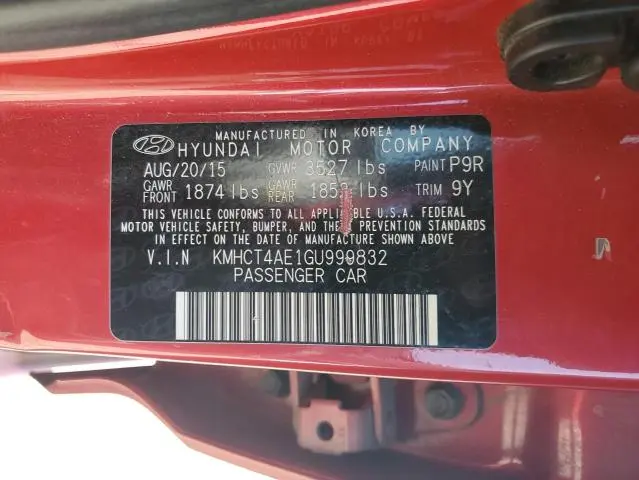 MANUFACTURED IN KOREA BY
HYUNDAI MOTOR COMPANY
AUG/20/15 GVWR 3527 lbs PAINT P9R
GAWR FRONT 1874 lbs GAWR REAR lbs TRIM 9Y
THIS VEHICLE CONFORMS TO ALL APPLICABLE U.S.A. FEDERAL
MOTOR VEHICLE SAFETY, BUMPER, AND THEFT PREVENTION STANDARDS
IN EFFECT ON THE DATE OF MANUFACTURE SHOWN ABOVE
V.I.N KMHCT4AE1GU999832
PASSENGER CAR